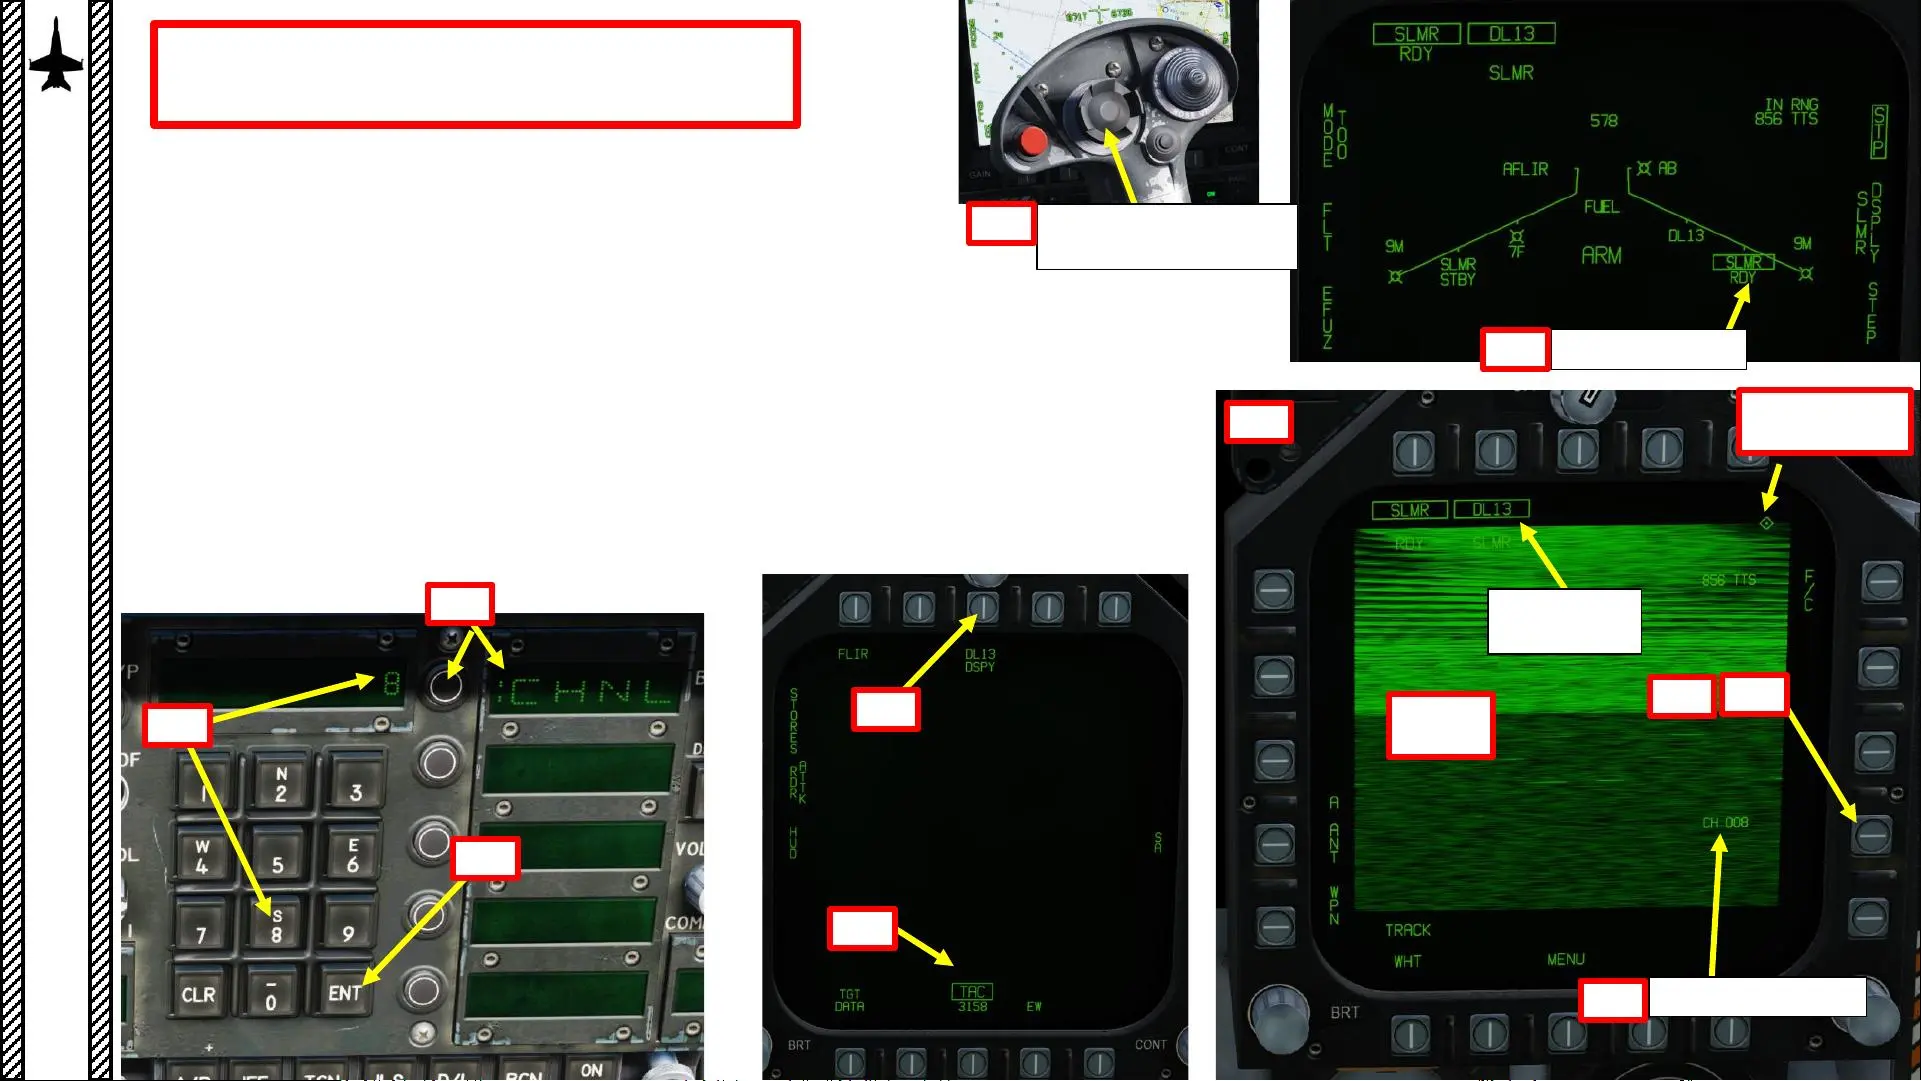 GAIN
CONT
SLMR DL13
RDY
SLMR
MODE
TOO
578
IN RNG
856 TTS
STP
AFLIR
AB
FUEL
FLT
DSPLY
SLMR
9M
7F
DL13
9M
ARM
SLMR
STBY
SLMR
RDY
EFUZ
STEP
8
:CHNL
1
N
2
3
W
4
5
E
6
7
S
8
9
CLR
-
0
ENT
VOL
COM
ON
FLIR
DL13
DSPY
STORES
RDR
ATTK
HUD
SA
TGT
DATA
TAC
3158
EW
BRT
CONT
SLMR DL13
RDY SLMR
856 TTS
F/C
A
ANT
WPN
CH 008
TRACK
WHT
MENU
BRT